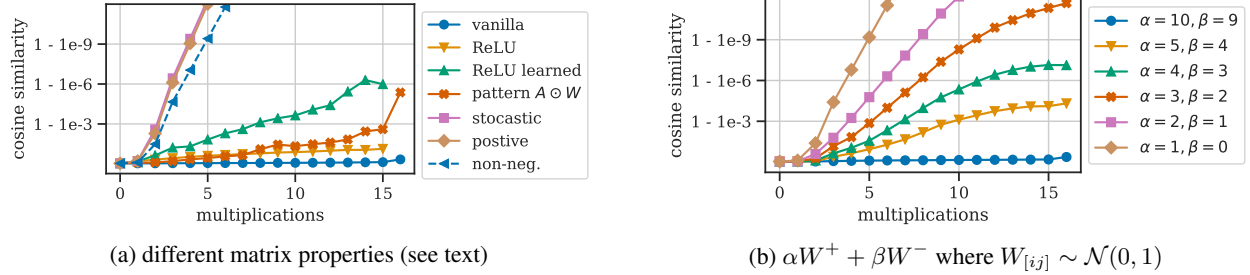 cosine similarity
1 - 1e-9
1 - 1e-6
1 - 1e-3
0
5
10
15
multiplications
vanilla
ReLU
ReLU learned
pattern A ⊙ W
stocastic
postive
non-neg.
(a) different matrix properties (see text)
cosine similarity
1 - 1e-9
1 - 1e-6
1 - 1e-3
0
5
10
15
multiplications
α = 10, β = 9
α = 5, β = 4
α = 4, β = 3
α = 3, β = 2
α = 2, β = 1
α = 1, β = 0
(b) αW⁺ + βW⁻ where W[ij] ∼ 𝒩(0, 1)